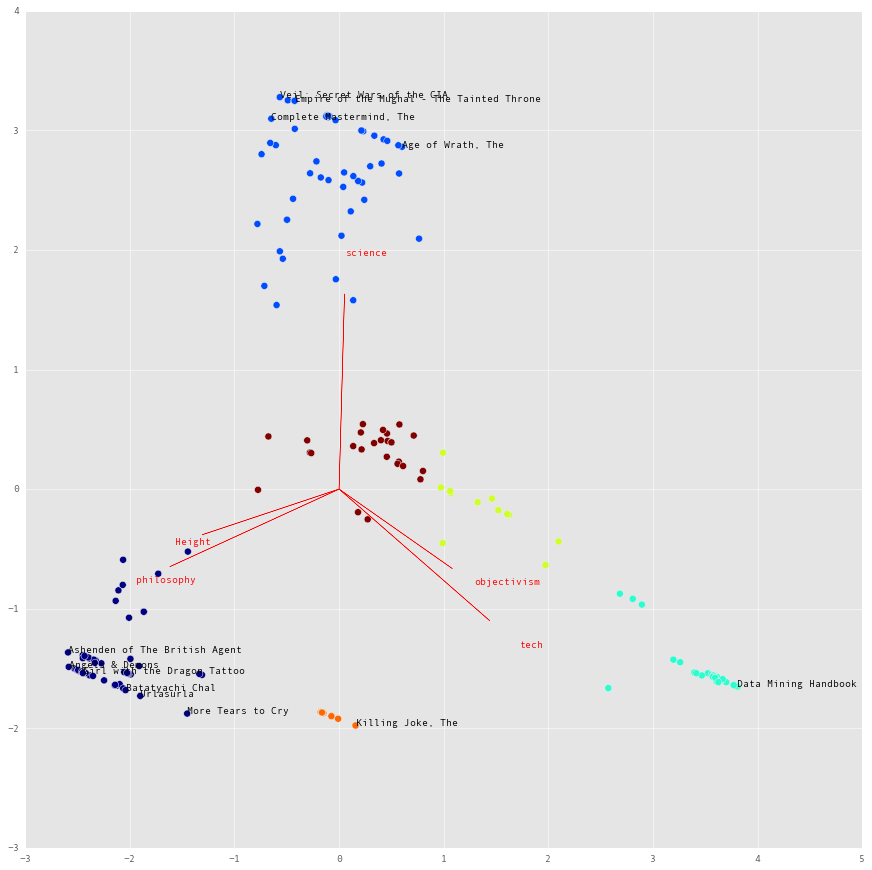 4
Veil: Secret Wars of the CIA
Empire of the Mughal - The Tainted Throne
Complete Mastermind, The
3
Age of Wrath, The
2
science
1
0
Height
philosophy
objectivism
−1
tech
Ashenden of The British Agent
Angels & Demons
Girl with the Dragon Tattoo
Batatyachi Chal
Urlasurla
Data Mining Handbook
More Tears to Cry
Killing Joke, The
−2
−3
−3 −2 −1 0 1 2 3 4 5